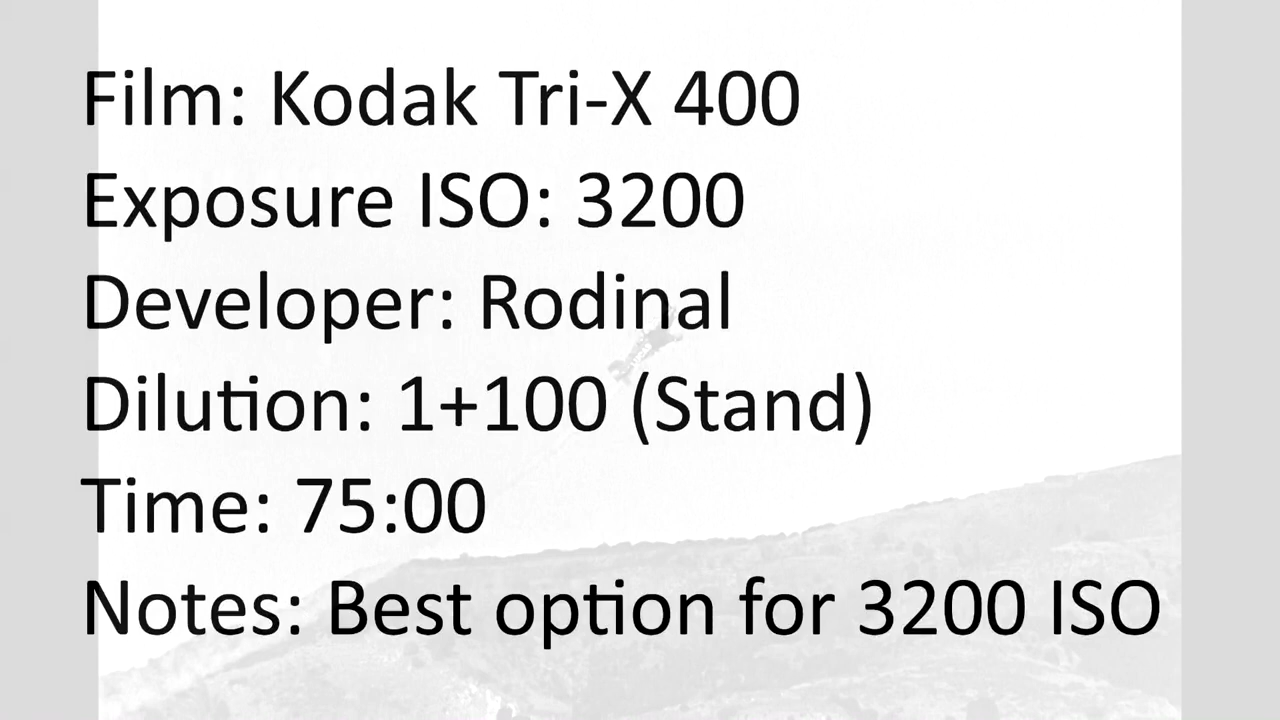 Film: Kodak Tri-X 400
Exposure ISO: 3200
Developer: Rodinal
Dilution: 1+100 (Stand)
Time: 75:00
Notes: Best option for 3200 ISO